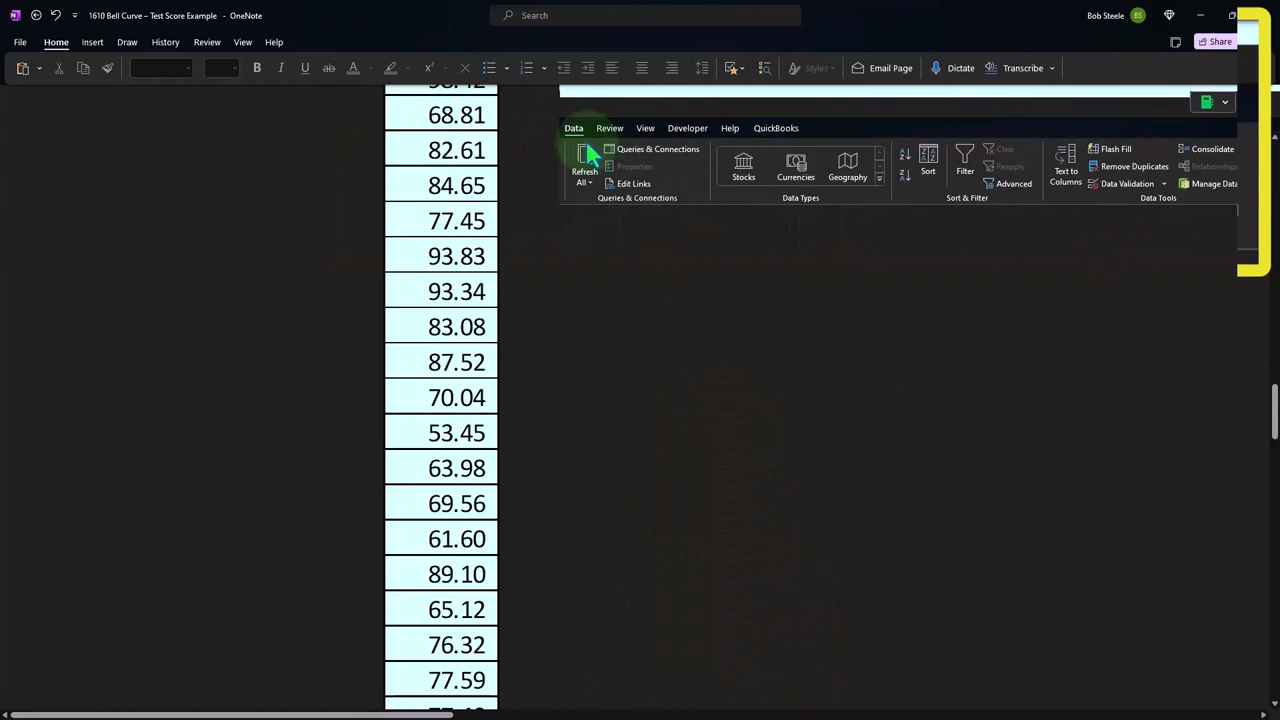 1610 Bell Curve – Test Score Example - OneNote
Search
Bob Steele
BS
File Home Insert Draw History Review View Help
Share
B I U ab A
Styles
Email Page
Dictate
Transcribe
68.81
82.61
84.65
77.45
93.83
93.34
83.08
87.52
70.04
53.45
63.98
69.56
61.60
89.10
65.12
76.32
77.59
Data Review View Developer Help QuickBooks
Refresh
All
Queries & Connections
Properties
Edit Links
Queries & Connections
Stocks
Currencies
Geography
Data Types
Sort
Filter
Clear
Reapply
Advanced
Sort & Filter
Text to
Columns
Flash Fill
Remove Duplicates
Data Validation
Consolidate
Relationships
Manage Data
Data Tools